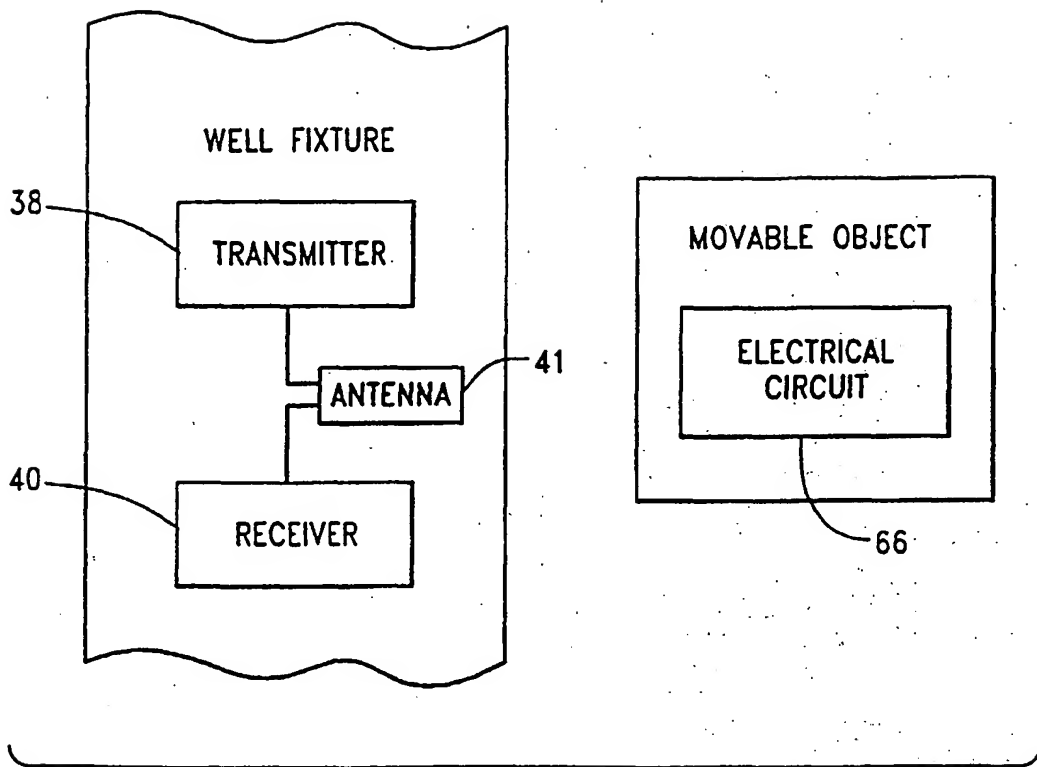 WELL FIXTURE
38
TRANSMITTER
MOVABLE OBJECT
ELECTRICAL
CIRCUIT
41
ANTENNA
40
RECEIVER
66